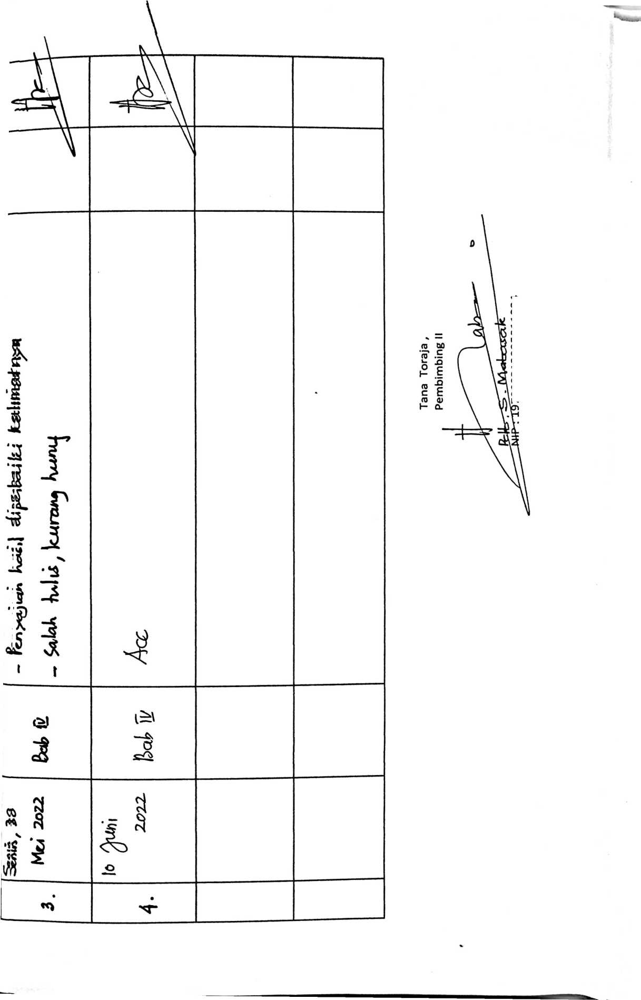 Senin, 30
Mei 2022
3.
Bab IV
- Penyajian hasil diperbaiki kalimatnya
- Salah tulis, kurang huruf
4.
10 Juni
2022
Bab IV
Acc
Tana Toraja,
Pembimbing II
S. Matasak
NIP : 19.